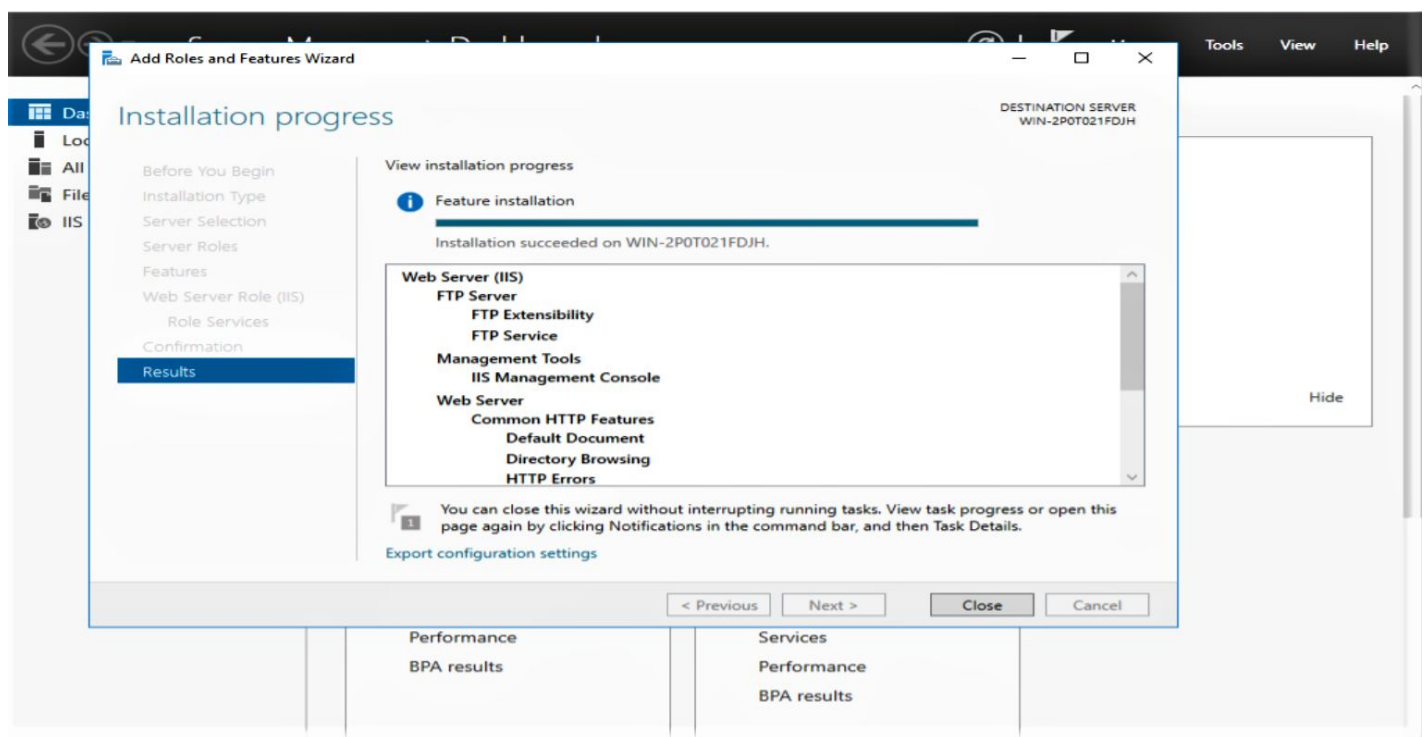 Tools View Help
Add Roles and Features Wizard
Installation progress
DESTINATION SERVER
WIN-2P0T021FDJH
All
File
IIS
Before You Begin
Installation Type
Server Selection
Server Roles
Features
Web Server Role (IIS)
Role Services
Confirmation
Results
View installation progress
Feature installation
Installation succeeded on WIN-2P0T021FDJH.
Web Server (IIS)
FTP Server
FTP Extensibility
FTP Service
Management Tools
IIS Management Console
Web Server
Common HTTP Features
Default Document
Directory Browsing
HTTP Errors
1
You can close this wizard without interrupting running tasks. View task progress or open this
page again by clicking Notifications in the command bar, and then Task Details.
Export configuration settings
Hide
< Previous Next > Close Cancel
Performance
BPA results
Services
Performance
BPA results